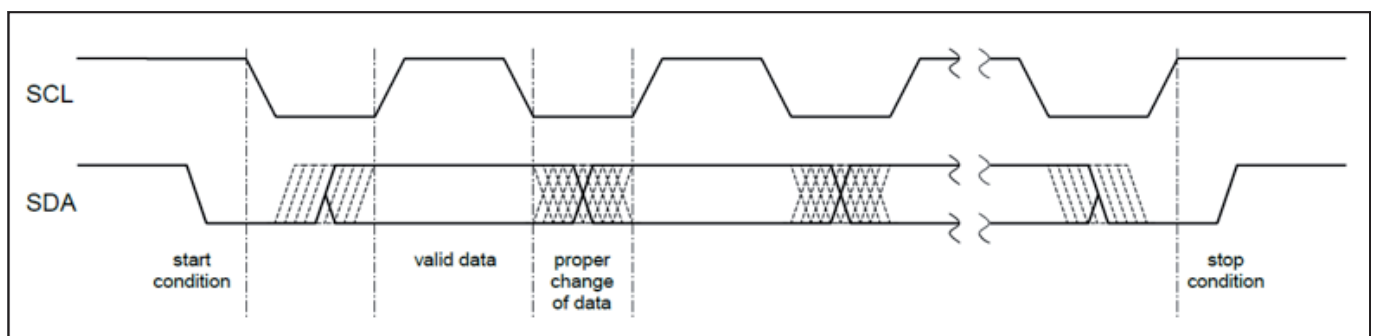 SCL
SDA
start
condition
valid data
proper
change
of data
stop
condition